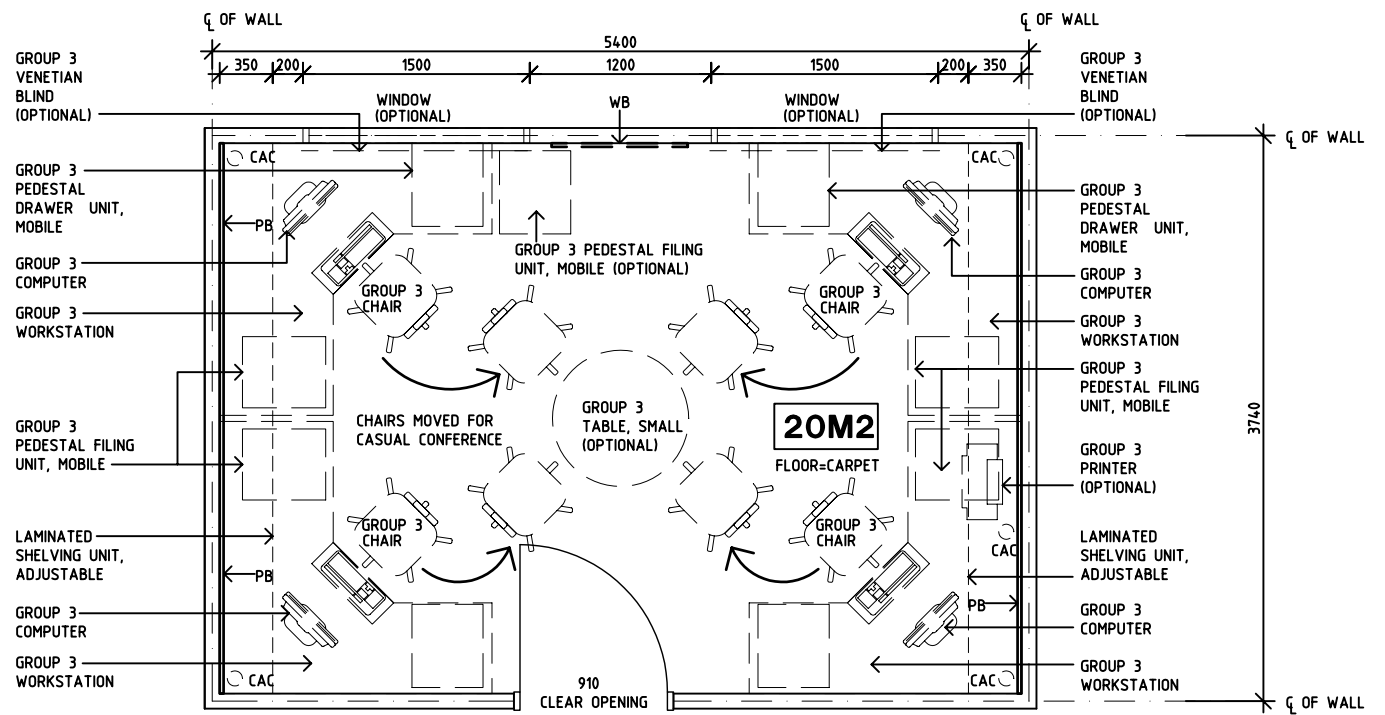 ℄ OF WALL
℄ OF WALL
5400
350
200
1500
1200
1500
200
350
GROUP 3
VENETIAN
BLIND
(OPTIONAL)
WINDOW
(OPTIONAL)
WB
WINDOW
(OPTIONAL)
GROUP 3
VENETIAN
BLIND
(OPTIONAL)
℄ OF WALL
CAC
CAC
GROUP 3
PEDESTAL
DRAWER UNIT,
MOBILE
PB
GROUP 3
PEDESTAL
DRAWER UNIT,
MOBILE
GROUP 3 PEDESTAL FILING
UNIT, MOBILE (OPTIONAL)
GROUP 3
COMPUTER
GROUP 3
COMPUTER
GROUP 3
CHAIR
GROUP 3
CHAIR
GROUP 3
WORKSTATION
GROUP 3
WORKSTATION
GROUP 3
PEDESTAL FILING
UNIT, MOBILE
3740
CHAIRS MOVED FOR
CASUAL CONFERENCE
GROUP 3
TABLE, SMALL
(OPTIONAL)
20M2
FLOOR=CARPET
GROUP 3
PEDESTAL FILING
UNIT, MOBILE
GROUP 3
PRINTER
(OPTIONAL)
GROUP 3
CHAIR
GROUP 3
CHAIR
CAC
LAMINATED
SHELVING UNIT,
ADJUSTABLE
LAMINATED
SHELVING UNIT,
ADJUSTABLE
PB
PB
GROUP 3
COMPUTER
GROUP 3
COMPUTER
GROUP 3
WORKSTATION
GROUP 3
WORKSTATION
CAC
CAC
910
CLEAR OPENING
℄ OF WALL